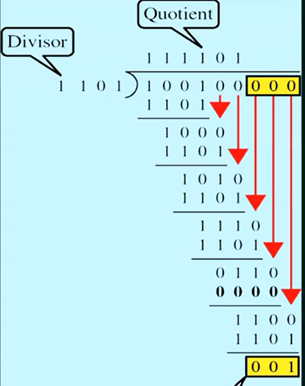 Quotient
Divisor
1 1 1 1 0 1
1 1 0 1 ) 1 0 0 1 0 0 0 0 0
1 1 0 1
1 0 0 0
1 1 0 1
1 0 1 0
1 1 0 1
1 1 1 0
1 1 0 1
0 1 1 0
0 0 0 0
1 1 0 0
1 1 0 1
0 0 1